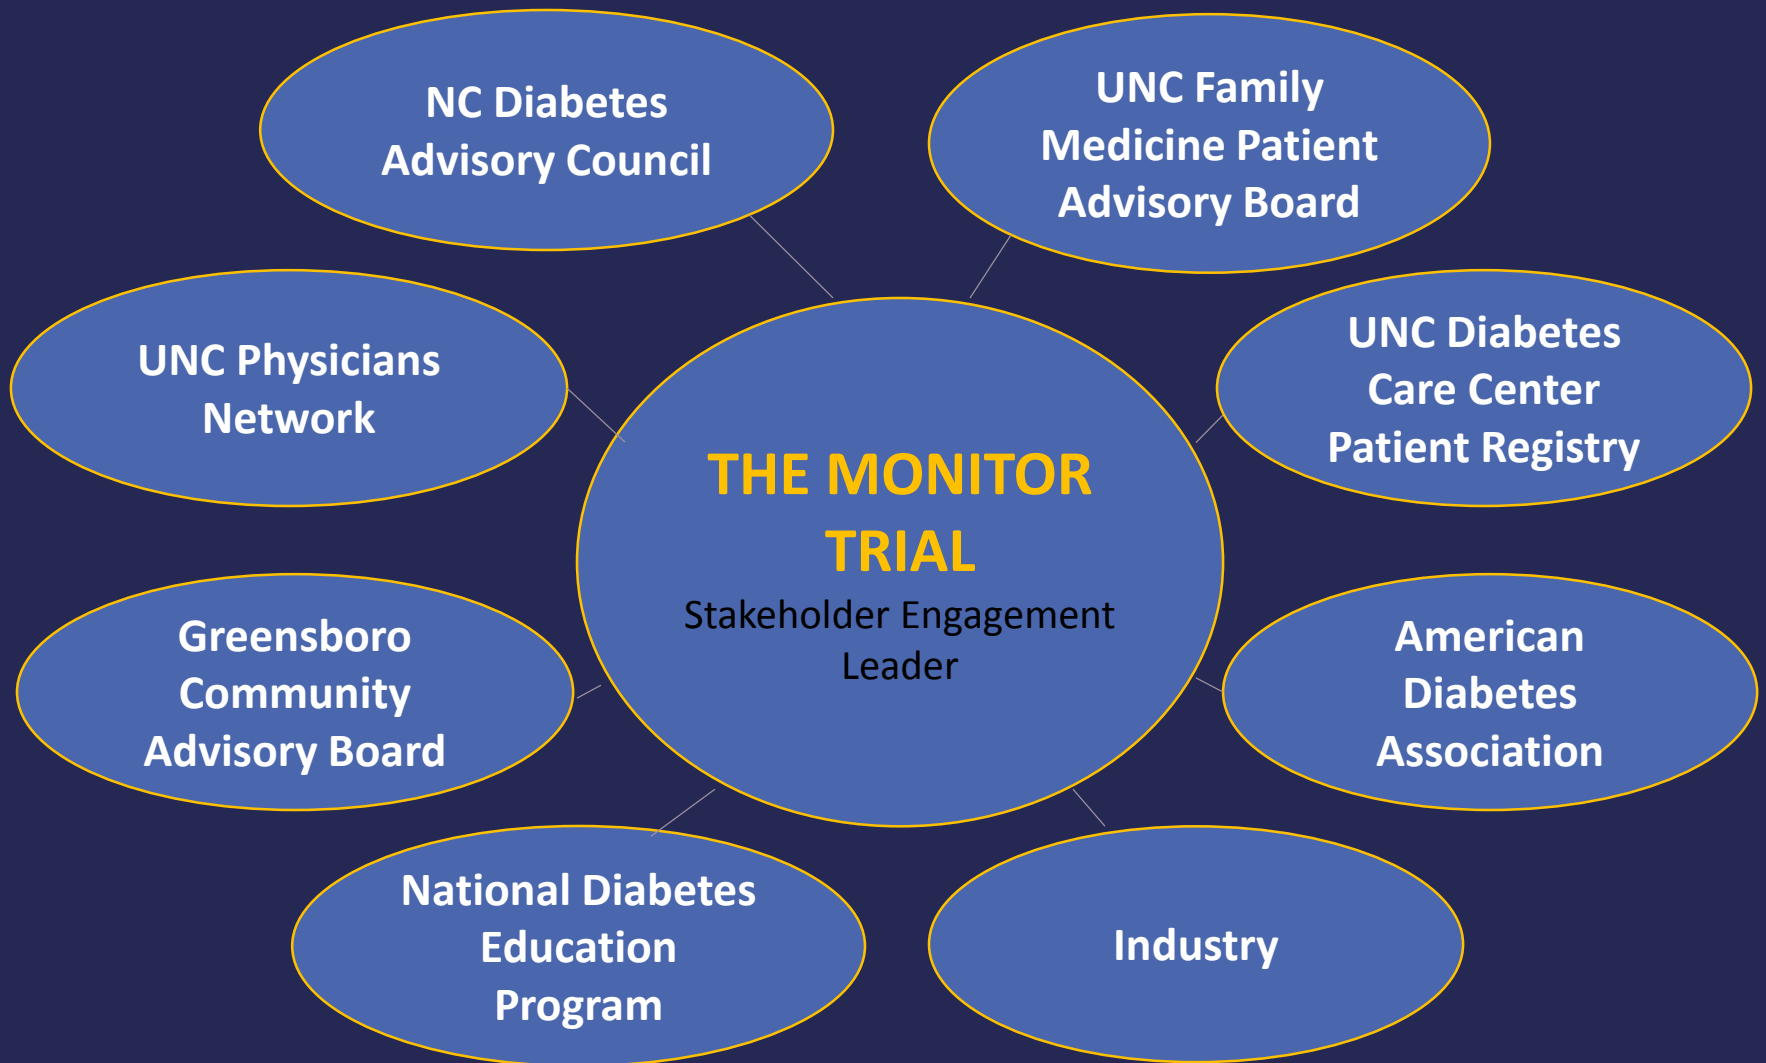 NC Diabetes
Advisory Council
UNC Family
Medicine Patient
Advisory Board
UNC Physicians
Network
UNC Diabetes
Care Center
Patient Registry
THE MONITOR
TRIAL
Stakeholder Engagement
Leader
Greensboro
Community
Advisory Board
American
Diabetes
Association
National Diabetes
Education
Program
Industry